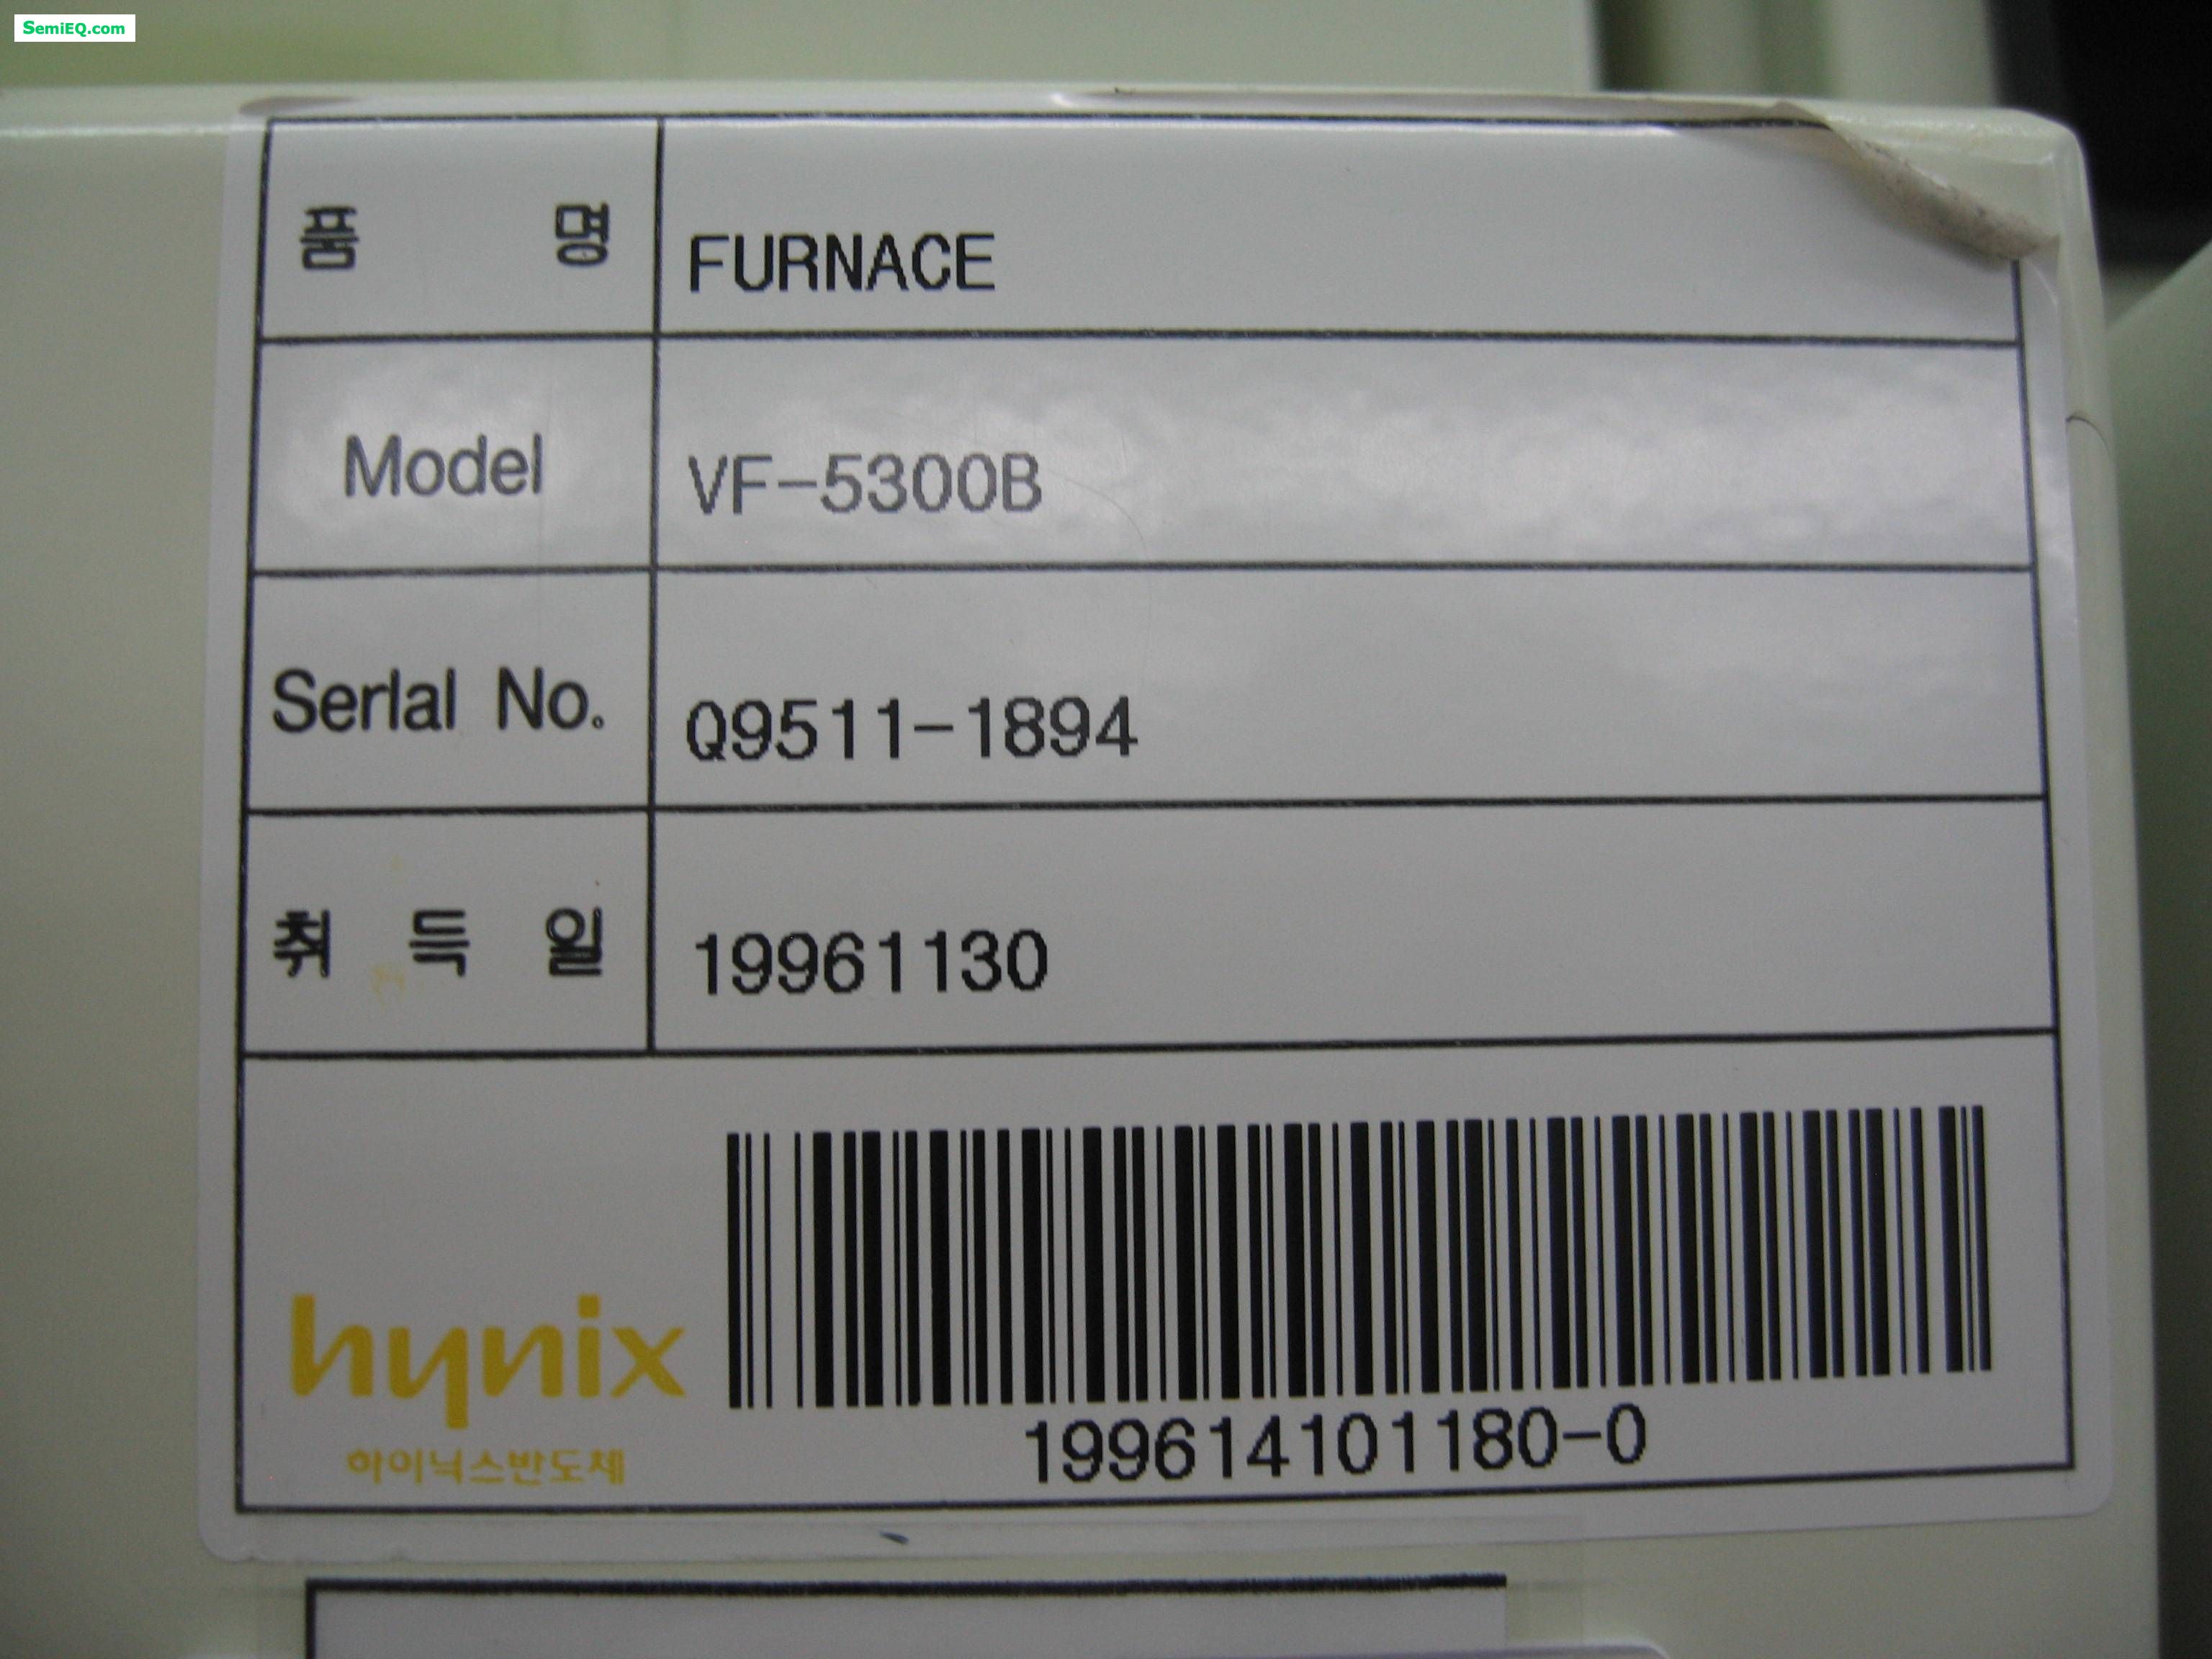 SemiEQ.com
품 명 FURNACE
Model VF-5300B
Serial No. Q9511-1894
취 득 일 19961130
hynix
하이닉스반도체
199614101180-0